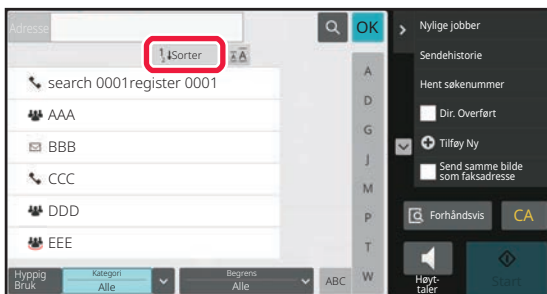 Adresse
OK
Sorter
search 0001register 0001
AAA
BBB
CCC
DDD
EEE
A
D
G
J
M
P
T
W
Hyppig
Bruk
Kategori
Alle
Begrens
Alle
ABC
Nylige jobber
Sendehistorie
Hent søkenummer
Dir. Overført
Tilføy Ny
Send samme bilde
som faksadresse
Forhåndsvis
CA
Høyt-
taler
Start